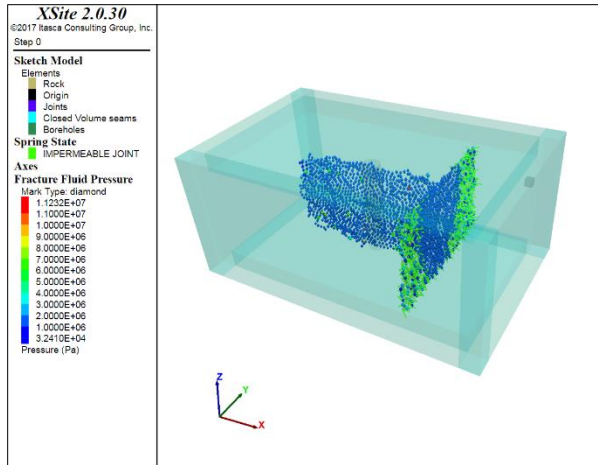 XSite 2.0.30
©2017 Itasca Consulting Group, Inc.
Step 0
Sketch Model
Elements
Rock
Origin
Joints
Closed Volume seams
Boreholes
Spring State
IMPERMEABLE JOINT
Axes
Fracture Fluid Pressure
Mark Type: diamond
1.1232E+07
1.1000E+07
1.0000E+07
9.0000E+06
8.0000E+06
7.0000E+06
6.0000E+06
5.0000E+06
4.0000E+06
3.0000E+06
2.0000E+06
1.0000E+06
3.2410E+04
Pressure (Pa)
Z
Y
X